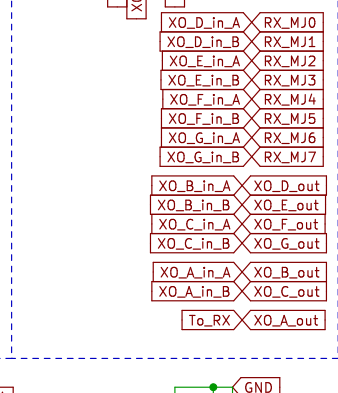 XO_D_in_A RX_MJ0
XO_D_in_B RX_MJ1
XO_E_in_A RX_MJ2
XO_E_in_B RX_MJ3
XO_F_in_A RX_MJ4
XO_F_in_B RX_MJ5
XO_G_in_A RX_MJ6
XO_G_in_B RX_MJ7
XO_B_in_A XO_D_out
XO_B_in_B XO_E_out
XO_C_in_A XO_F_out
XO_C_in_B XO_G_out
XO_A_in_A XO_B_out
XO_A_in_B XO_C_out
To_RX XO_A_out
GND